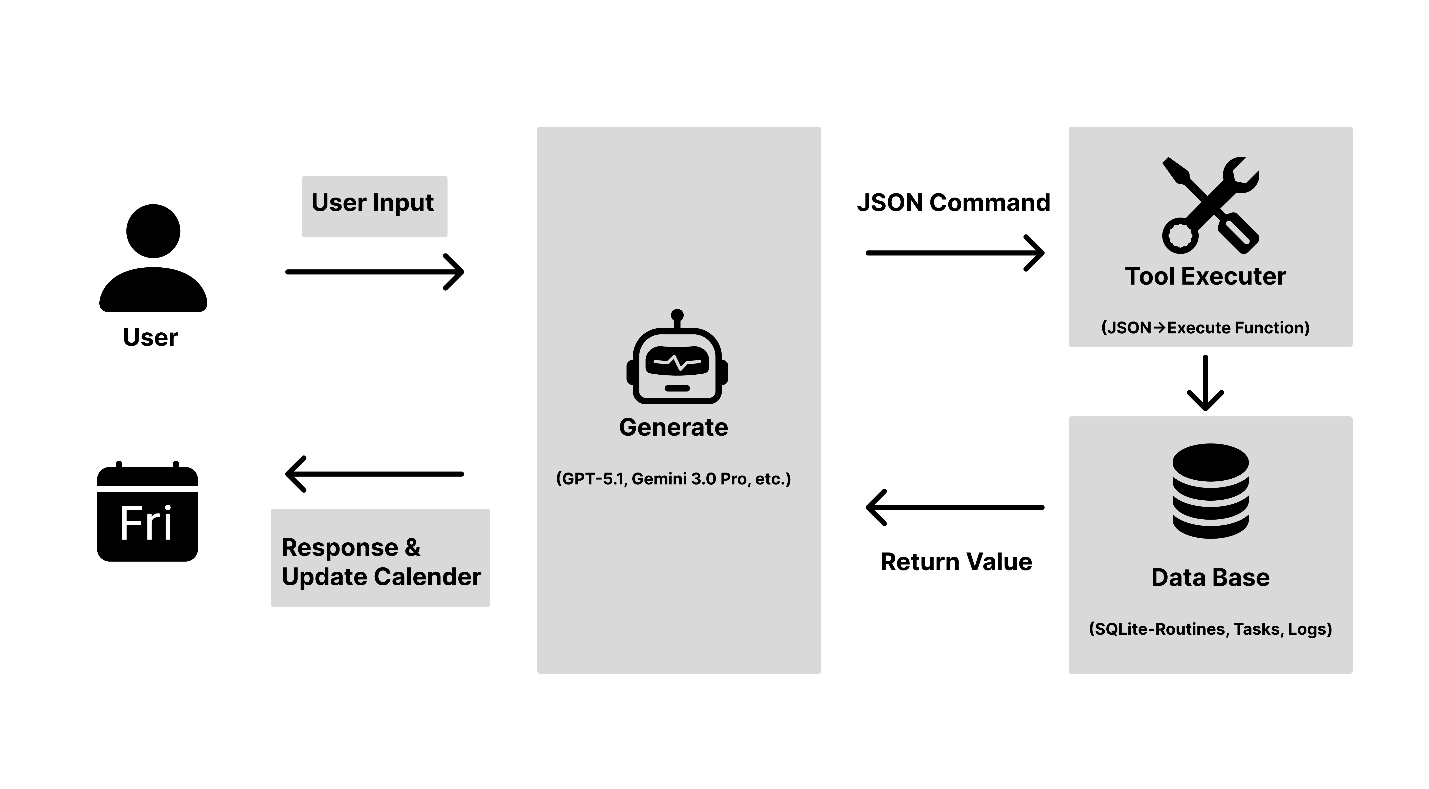 User Input
User
Fri
Response &
Update Calender
Generate
(GPT-5.1, Gemini 3.0 Pro, etc.)
JSON Command
Return Value
Tool Executer
(JSON→Execute Function)
Data Base
(SQLite-Routines, Tasks, Logs)